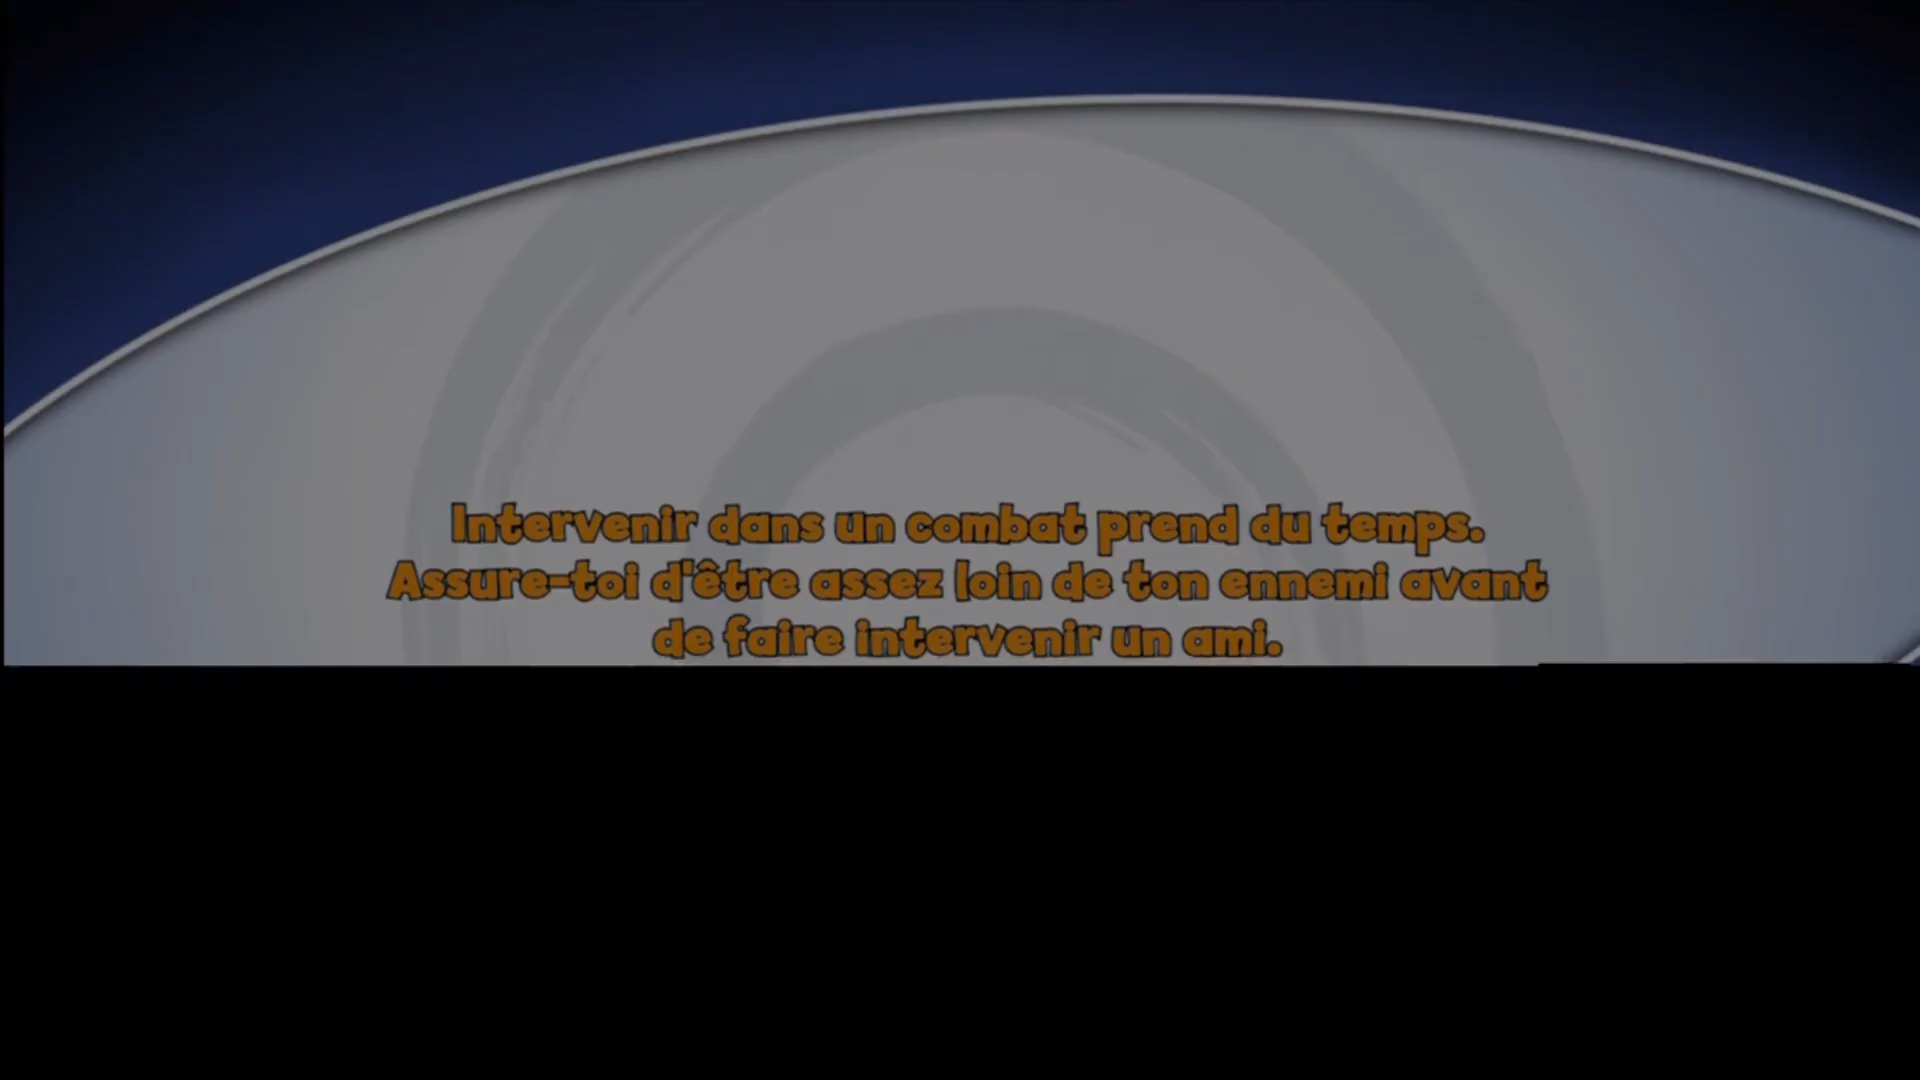 Intervenir dans un combat prend du temps.
Assure-toi d'être assez loin de ton ennemi avant
de faire intervenir un ami.